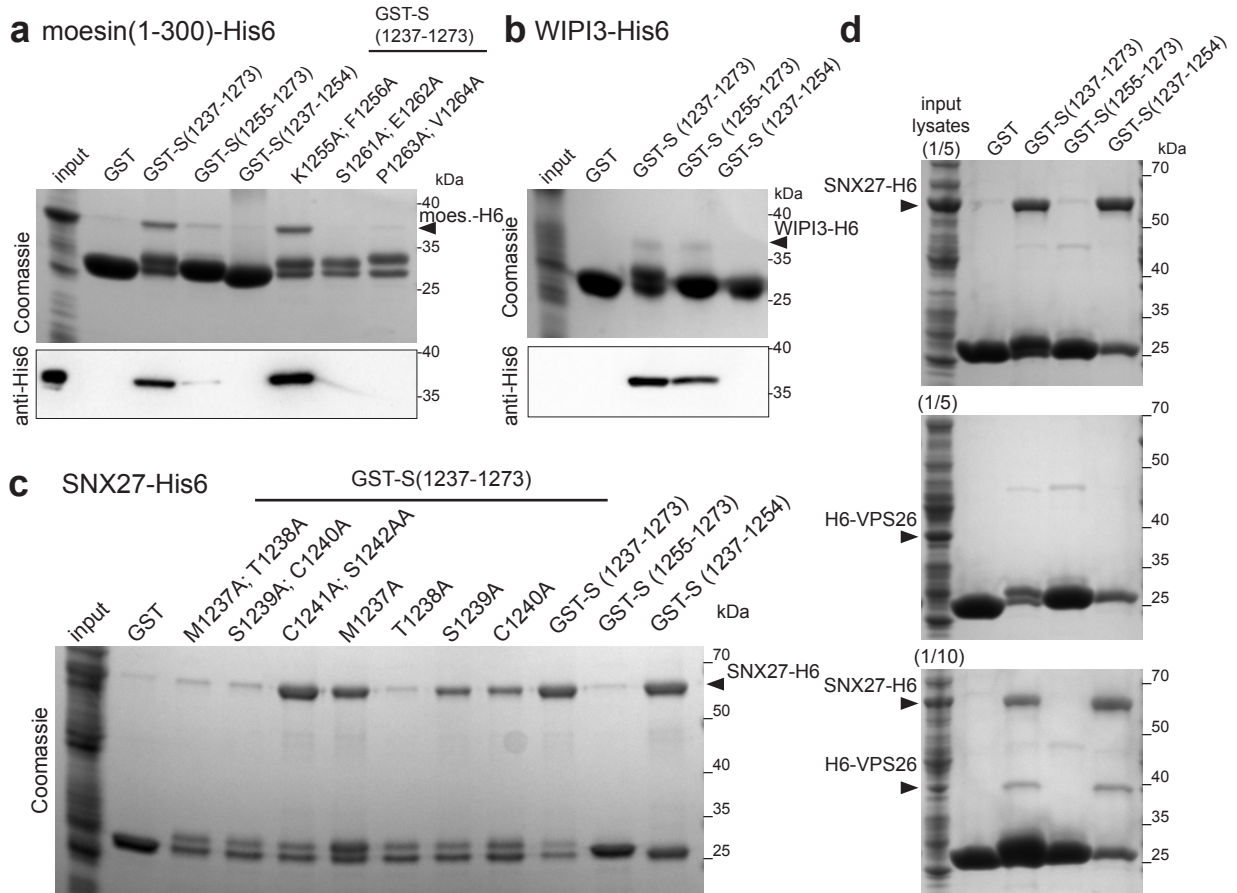 a moesin(1-300)-His6
GST-S
(1237-1273)
input
GST
GST-S(1237-1273)
GST-S(1255-1273)
GST-S(1237-1254)
K1255A; F1256A
S1261A; E1262A
P1263A; V1264A
kDa
-40
moes.-H6
-35
-25
Coomassie
-40
-35
anti-His6
b WIPI3-His6
input
GST
GST-S (1237-1273)
GST-S (1255-1273)
GST-S (1237-1254)
kDa
-40
WIPI3-H6
-35
-25
Coomassie
-40
-35
anti-His6
c SNX27-His6
GST-S(1237-1273)
input
GST
M1237A; T1238A
S1239A; C1240A
C1241A; S1242AA
M1237A
T1238A
S1239A
C1240A
GST-S (1237-1273)
GST-S (1255-1273)
GST-S (1237-1254)
kDa
70
SNX27-H6
50
40
35
25
Coomassie
d
input
lysates
(1/5)
GST
GST-S(1237-1273)
GST-S(1255-1273)
GST-S(1237-1254)
kDa
70
SNX27-H6
50
40
35
25
(1/5)
70
50
H6-VPS26
40
35
25
(1/10)
SNX27-H6
70
50
H6-VPS26
40
35
25